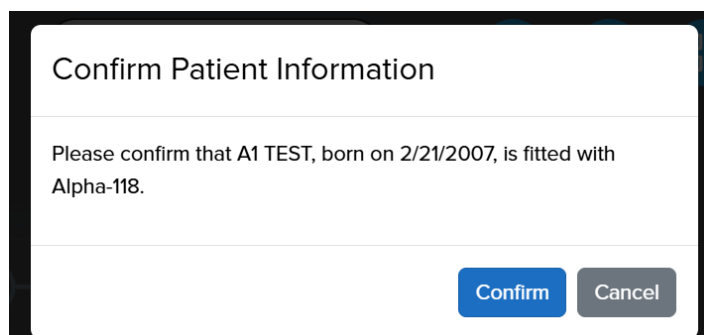 Confirm Patient Information
Please confirm that A1 TEST, born on 2/21/2007, is fitted with
Alpha-118.
Confirm Cancel